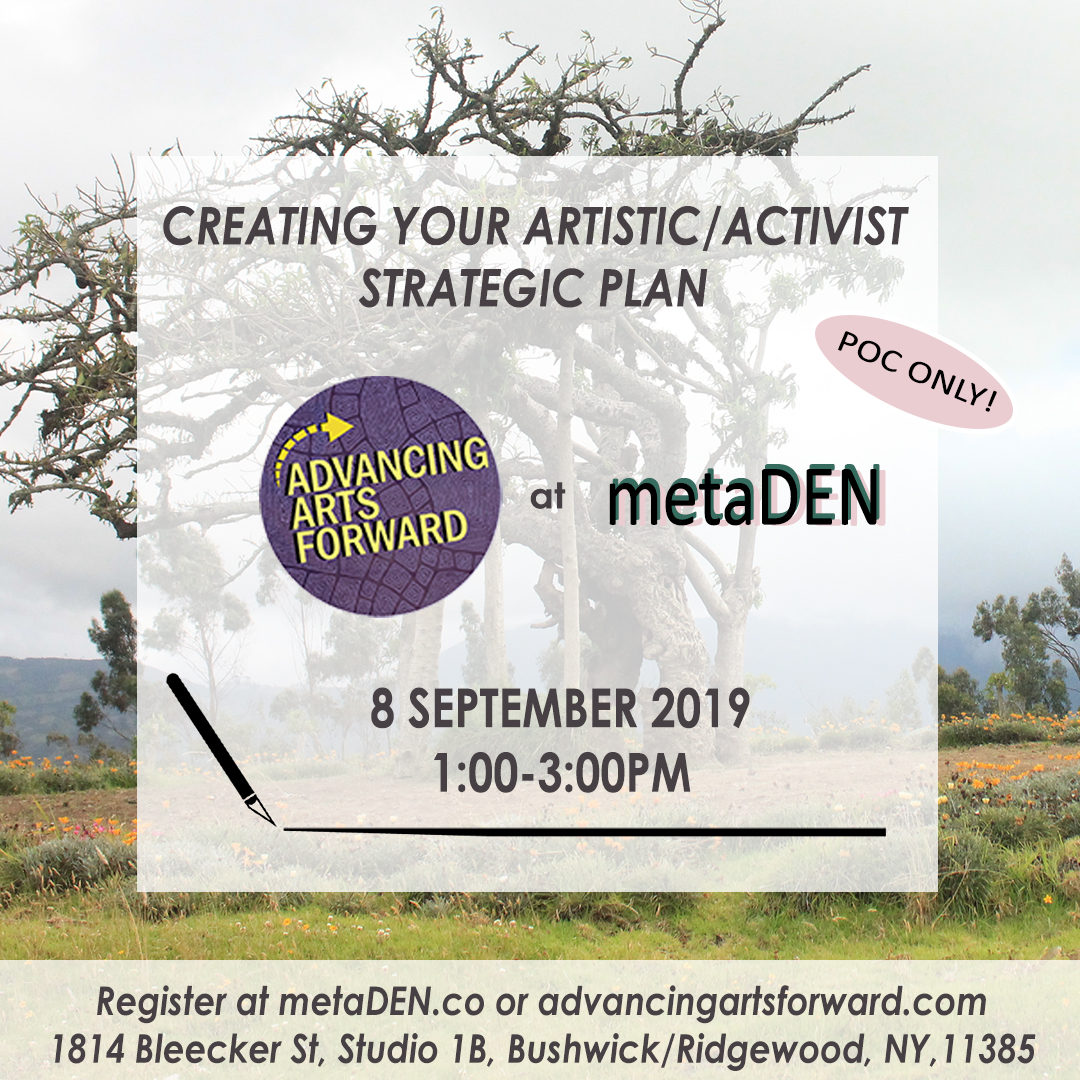 CREATING YOUR ARTISTIC/ACTIVIST
STRATEGIC PLAN
POC ONLY!
ADVANCING
ARTS
FORWARD
at
metaDEN
8 SEPTEMBER 2019
1:00-3:00PM
Register at metaDEN.co or advancingartsforward.com
1814 Bleecker St, Studio 1B, Bushwick/Ridgewood, NY,11385